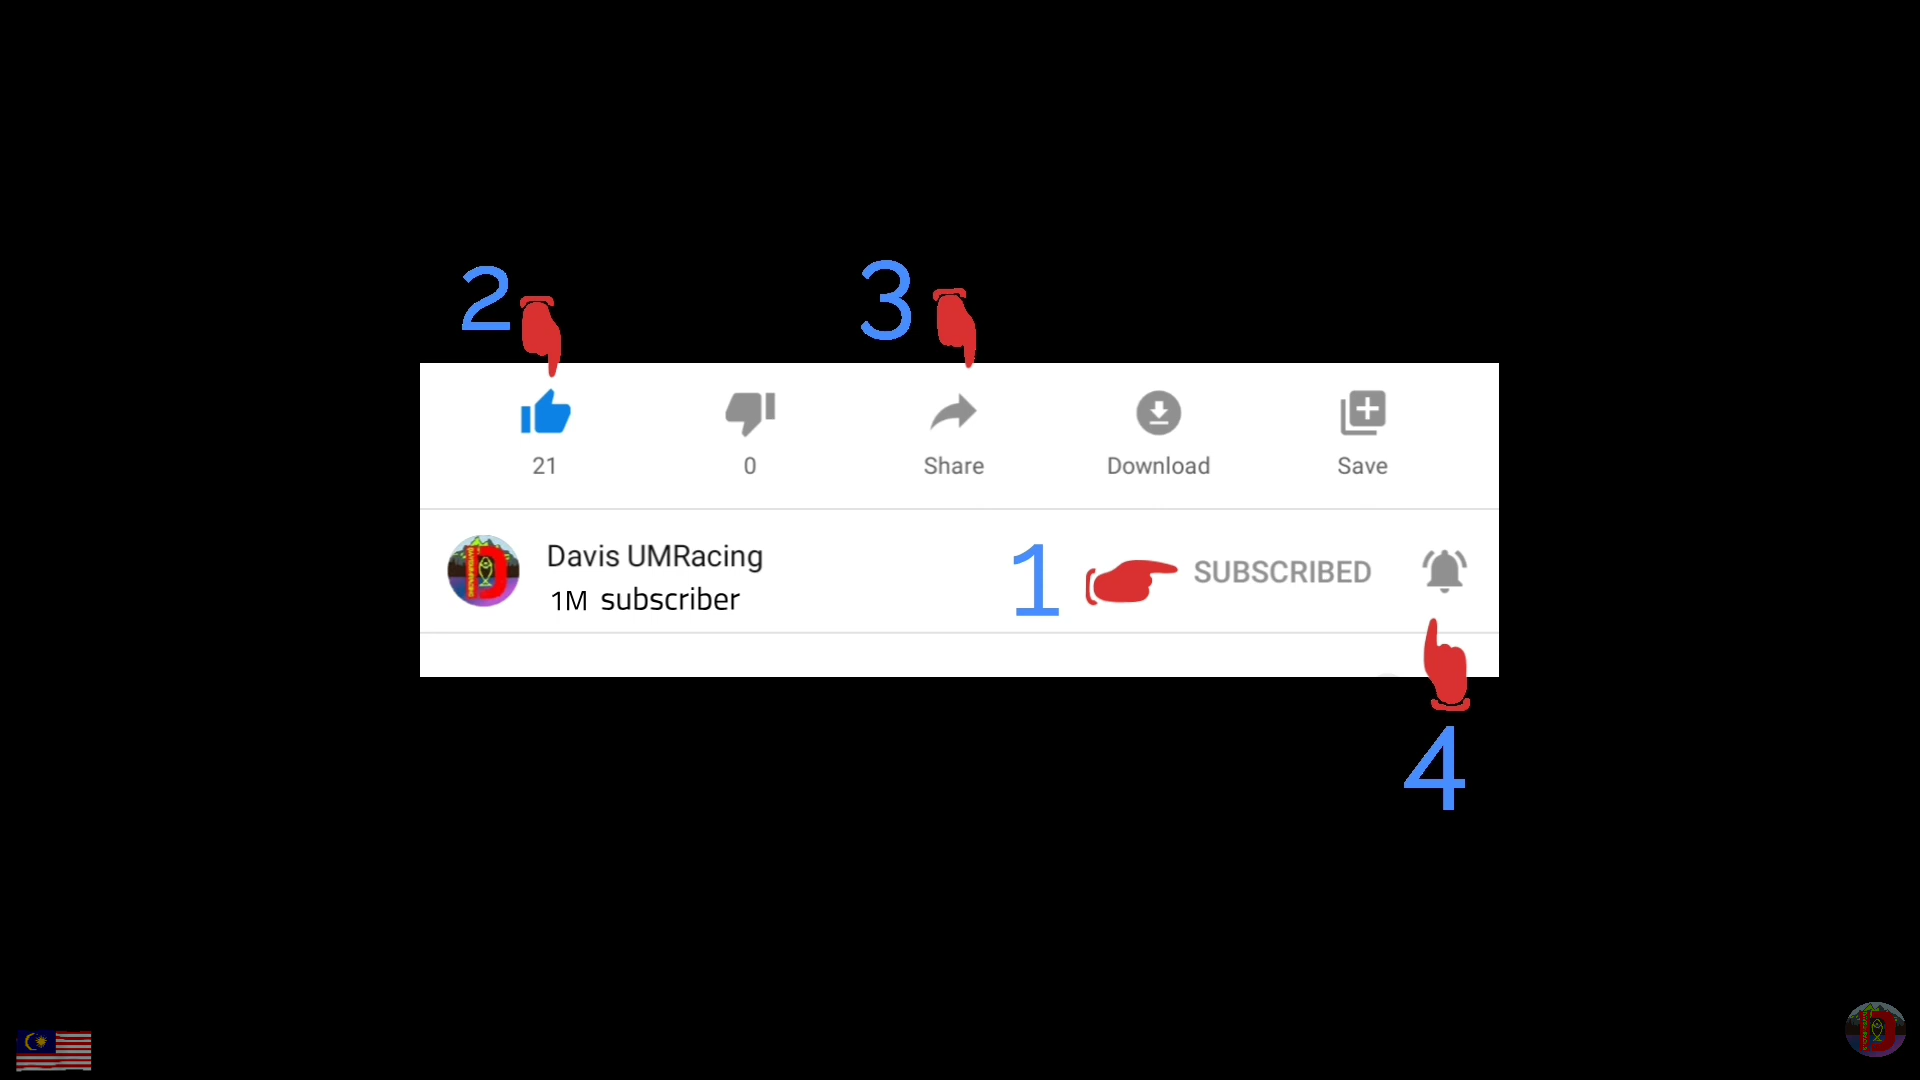 2
3
21
0
Share
Download
Save
Davis UMRacing
1M subscriber
1
SUBSCRIBED
4